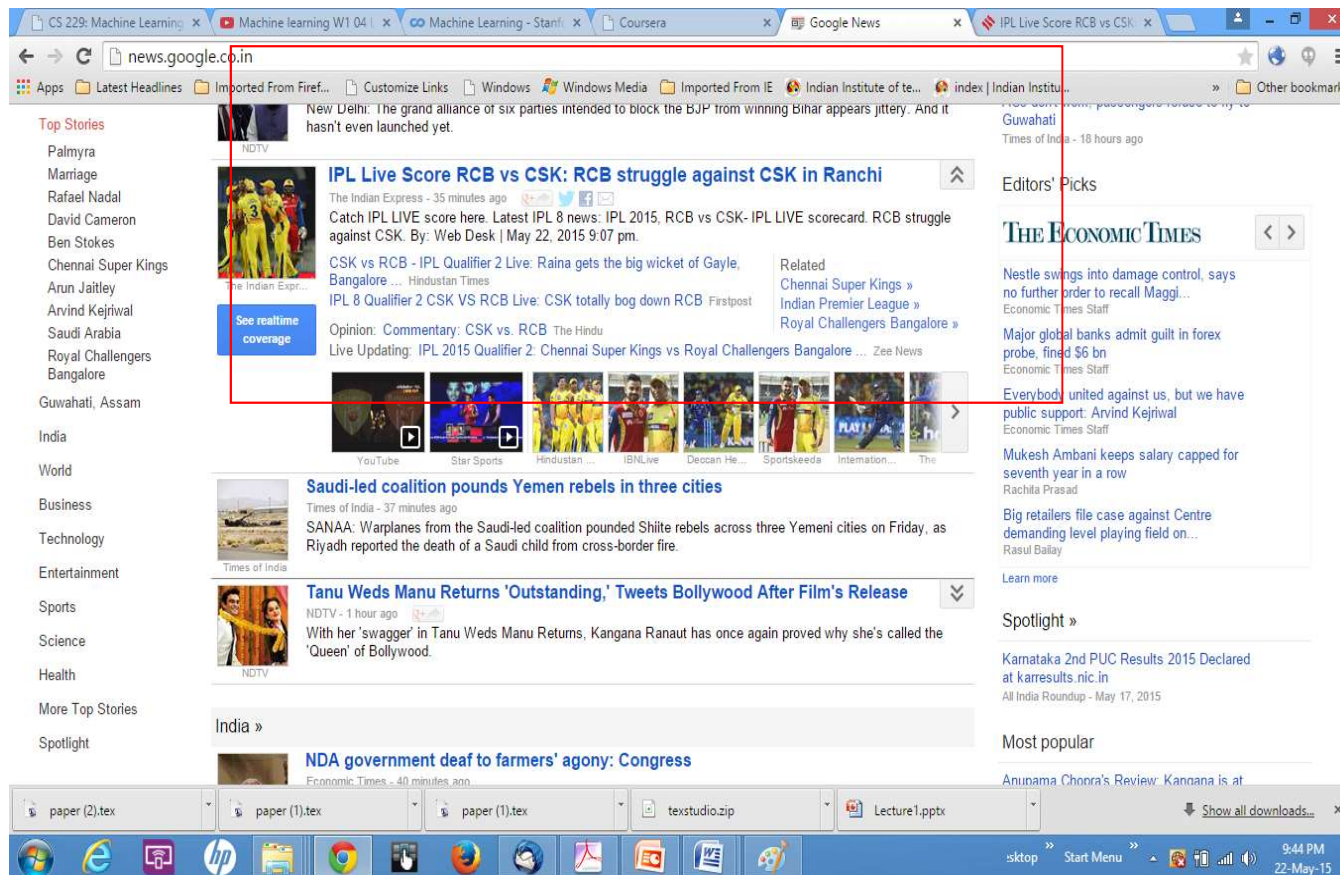 CS 229: Machine Learning
Machine learning W1 04 (
Machine Learning - Stanf
Coursera
Google News
IPL Live Score RCB vs CSK
news.google.co.in
Apps
Latest Headlines
Imported From Firef...
Customize Links
Windows
Windows Media
Imported From IE
Indian Institute of te...
index | Indian Institu...
»
Other bookmark
Top Stories
Palmyra
Marriage
Rafael Nadal
David Cameron
Ben Stokes
Chennai Super Kings
Arun Jaitley
Arvind Kejriwal
Saudi Arabia
Royal Challengers
Bangalore
Guwahati, Assam
India
World
Business
Technology
Entertainment
Sports
Science
Health
More Top Stories
Spotlight
New Delhi: The grand alliance of six parties intended to block the BJP from winning Bihar appears jittery. And it
hasn't even launched yet.
NDTV
IPL Live Score RCB vs CSK: RCB struggle against CSK in Ranchi
The Indian Express - 35 minutes ago
Catch IPL LIVE score here. Latest IPL 8 news: IPL 2015, RCB vs CSK- IPL LIVE scorecard. RCB struggle
against CSK. By: Web Desk | May 22, 2015 9:07 pm.
The Indian Expr...
See realtime
coverage
CSK vs RCB - IPL Qualifier 2 Live: Raina gets the big wicket of Gayle,
Bangalore ... Hindustan Times
IPL 8 Qualifier 2 CSK VS RCB Live: CSK totally bog down RCB Firstpost
Opinion: Commentary: CSK vs. RCB The Hindu
Live Updating: IPL 2015 Qualifier 2: Chennai Super Kings vs Royal Challengers Bangalore ... Zee News
Related
Chennai Super Kings »
Indian Premier League »
Royal Challengers Bangalore »
YouTube
Star Sports
Hindustan ...
IBNLive
Deccan He...
Sportskeeda
Internation...
The
Saudi-led coalition pounds Yemen rebels in three cities
Times of India - 37 minutes ago
SANAA: Warplanes from the Saudi-led coalition pounded Shiite rebels across three Yemeni cities on Friday, as
Riyadh reported the death of a Saudi child from cross-border fire.
Times of India
Tanu Weds Manu Returns 'Outstanding,' Tweets Bollywood After Film's Release
NDTV - 1 hour ago
With her 'swagger' in Tanu Weds Manu Returns, Kangana Ranaut has once again proved why she's called the
'Queen' of Bollywood.
NDTV
India »
NDA government deaf to farmers' agony: Congress
Economic Times - 40 minutes ago
Guwahati
Times of India - 18 hours ago
Editors' Picks
THE ECONOMIC TIMES
Nestle swings into damage control, says
no further order to recall Maggi...
Economic Times Staff
Major global banks admit guilt in forex
probe, fined $6 bn
Economic Times Staff
Everybody united against us, but we have
public support: Arvind Kejriwal
Economic Times Staff
Mukesh Ambani keeps salary capped for
seventh year in a row
Rachita Prasad
Big retailers file case against Centre
demanding level playing field on...
Rasul Bailay
Learn more
Spotlight »
Karnataka 2nd PUC Results 2015 Declared
at karresults.nic.in
All India Roundup - May 17, 2015
Most popular
Anupama Chopra's Review: Kangana is at
paper (2).tex
paper (1).tex
paper (1).tex
texstudio.zip
Lecture1.pptx
Show all downloads...
sktop
Start Menu
9:44 PM
22-May-15